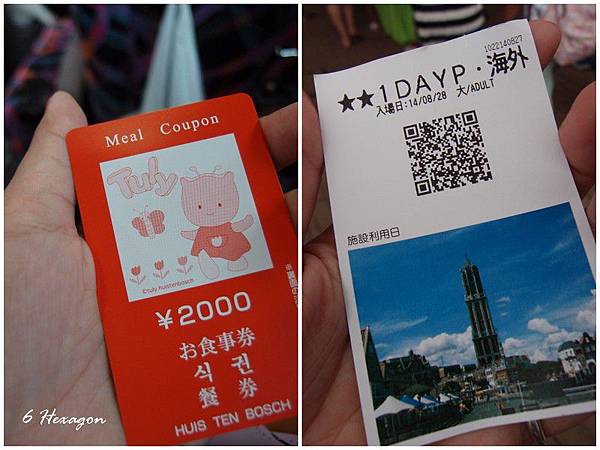 Meal Coupon
Tuly
©tuly.huistenbosch
¥2000
お食事券
식권
餐券
HUIS TEN BOSCH
6 Hexagon
1022140827
★★1DAYP・海外
入場日:14/08/28 大/ADULT
施設利用日